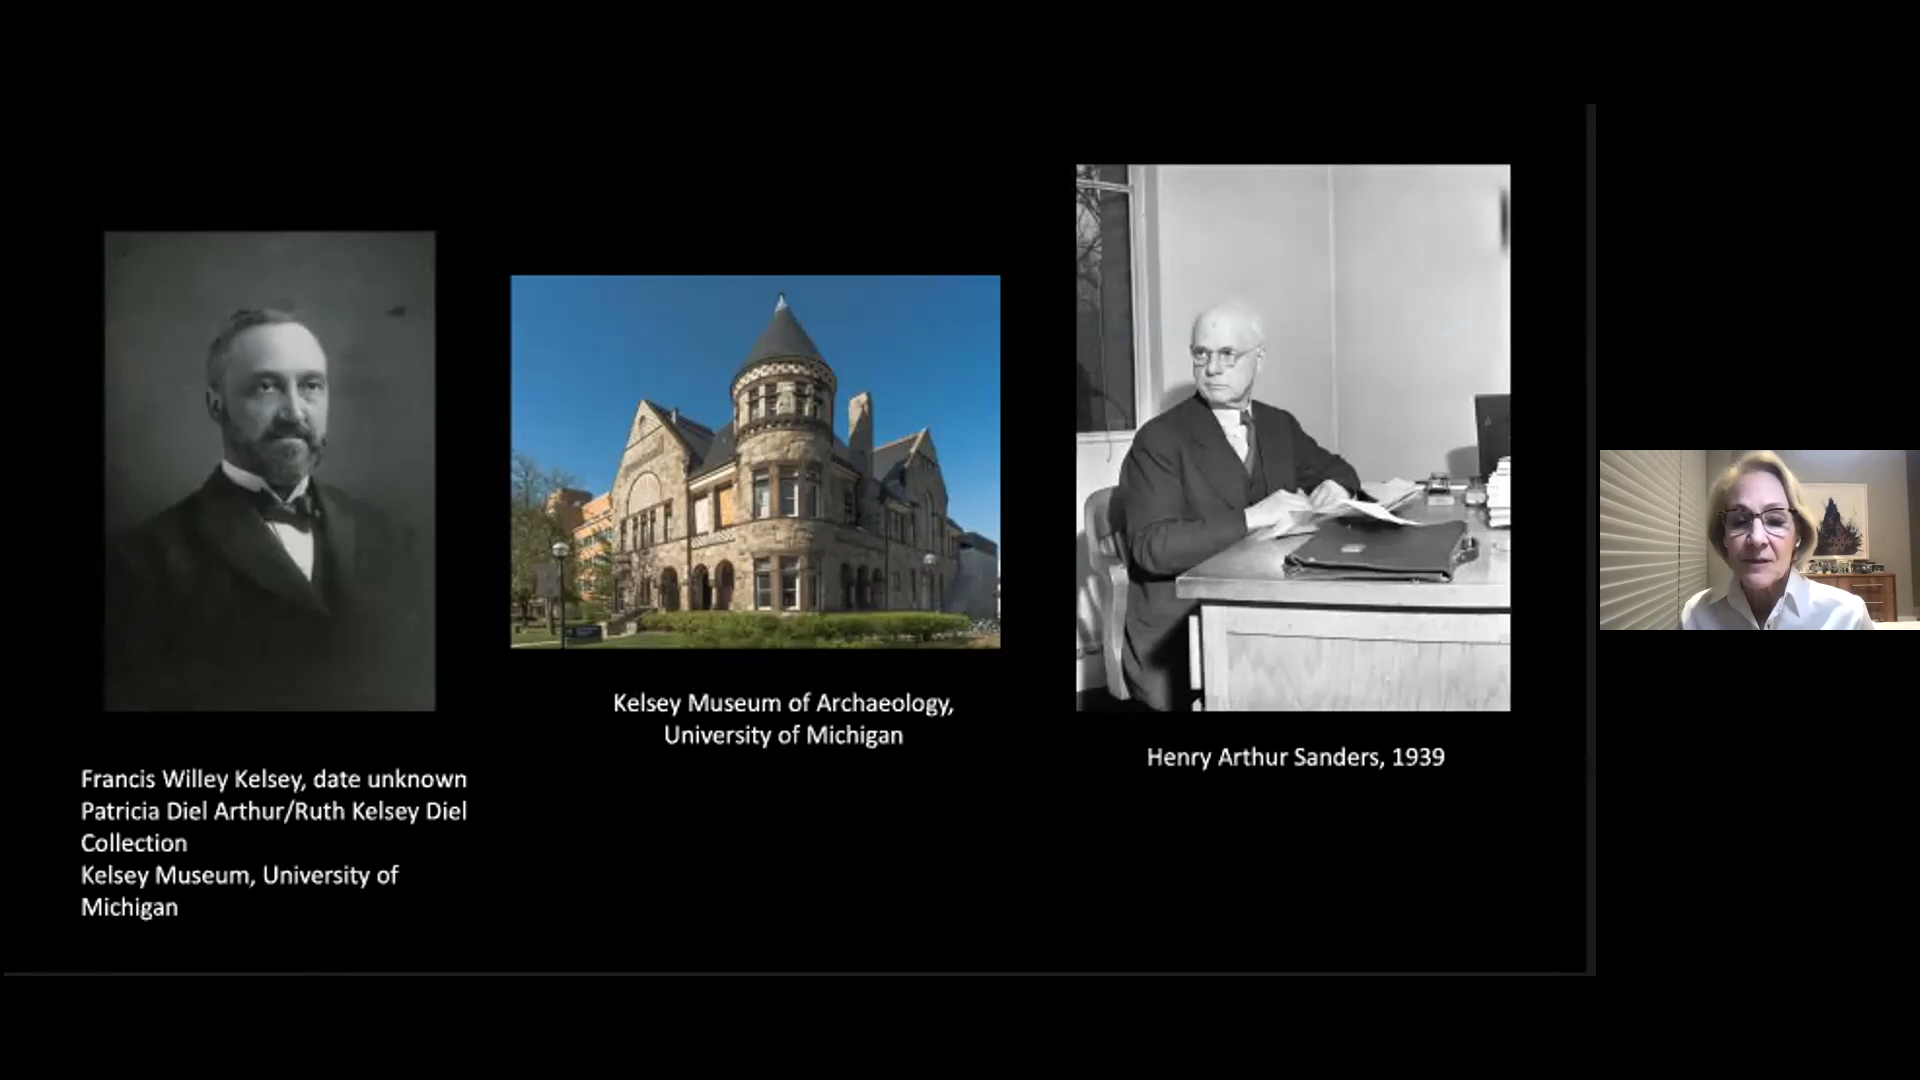 Francis Willey Kelsey, date unknown
Patricia Diel Arthur/Ruth Kelsey Diel
Collection
Kelsey Museum, University of
Michigan
Kelsey Museum of Archaeology,
University of Michigan
Henry Arthur Sanders, 1939